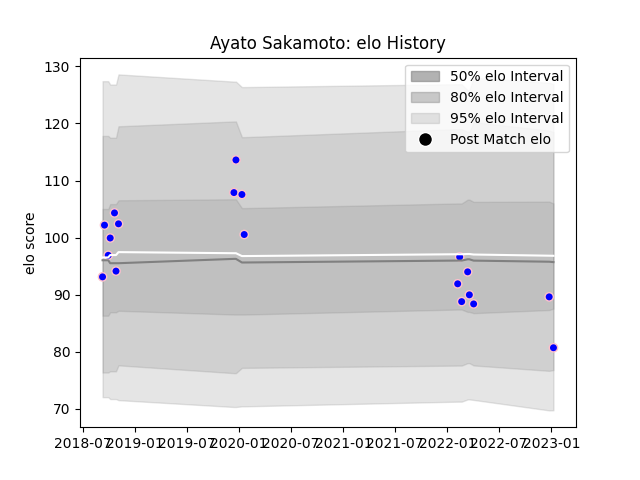 Ayato Sakamoto: elo History
50% elo Interval
80% elo Interval
95% elo Interval
Post Match elo
elo score
130
120
110
100
90
80
70
2018-07 2019-01 2019-07 2020-01 2020-07 2021-01 2021-07 2022-01 2022-07 2023-01